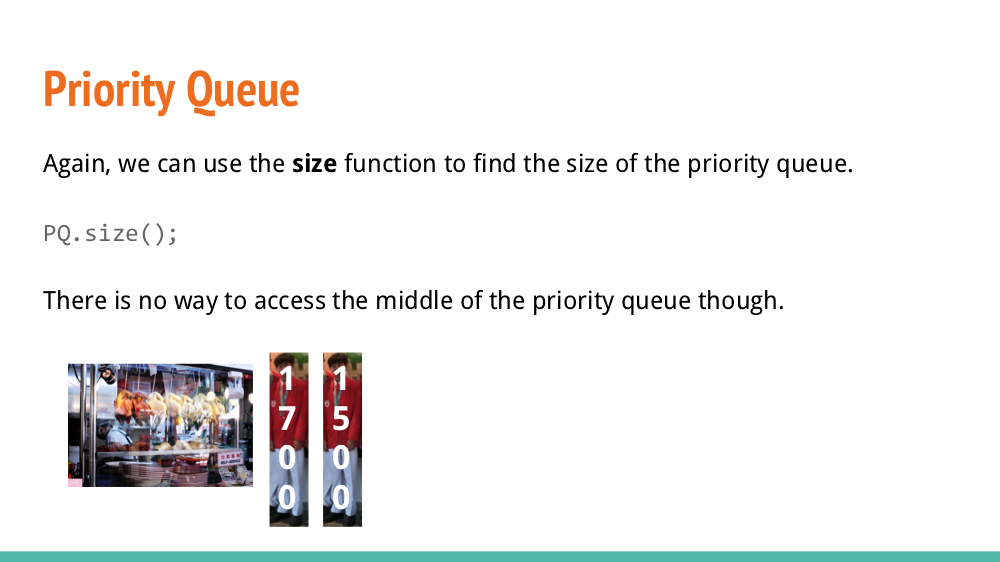 Priority Queue
Again, we can use the size function to find the size of the priority queue.
PQ.size();
There is no way to access the middle of the priority queue though.
1 1
7 5
0 0
0 0
SELF-SERVICE